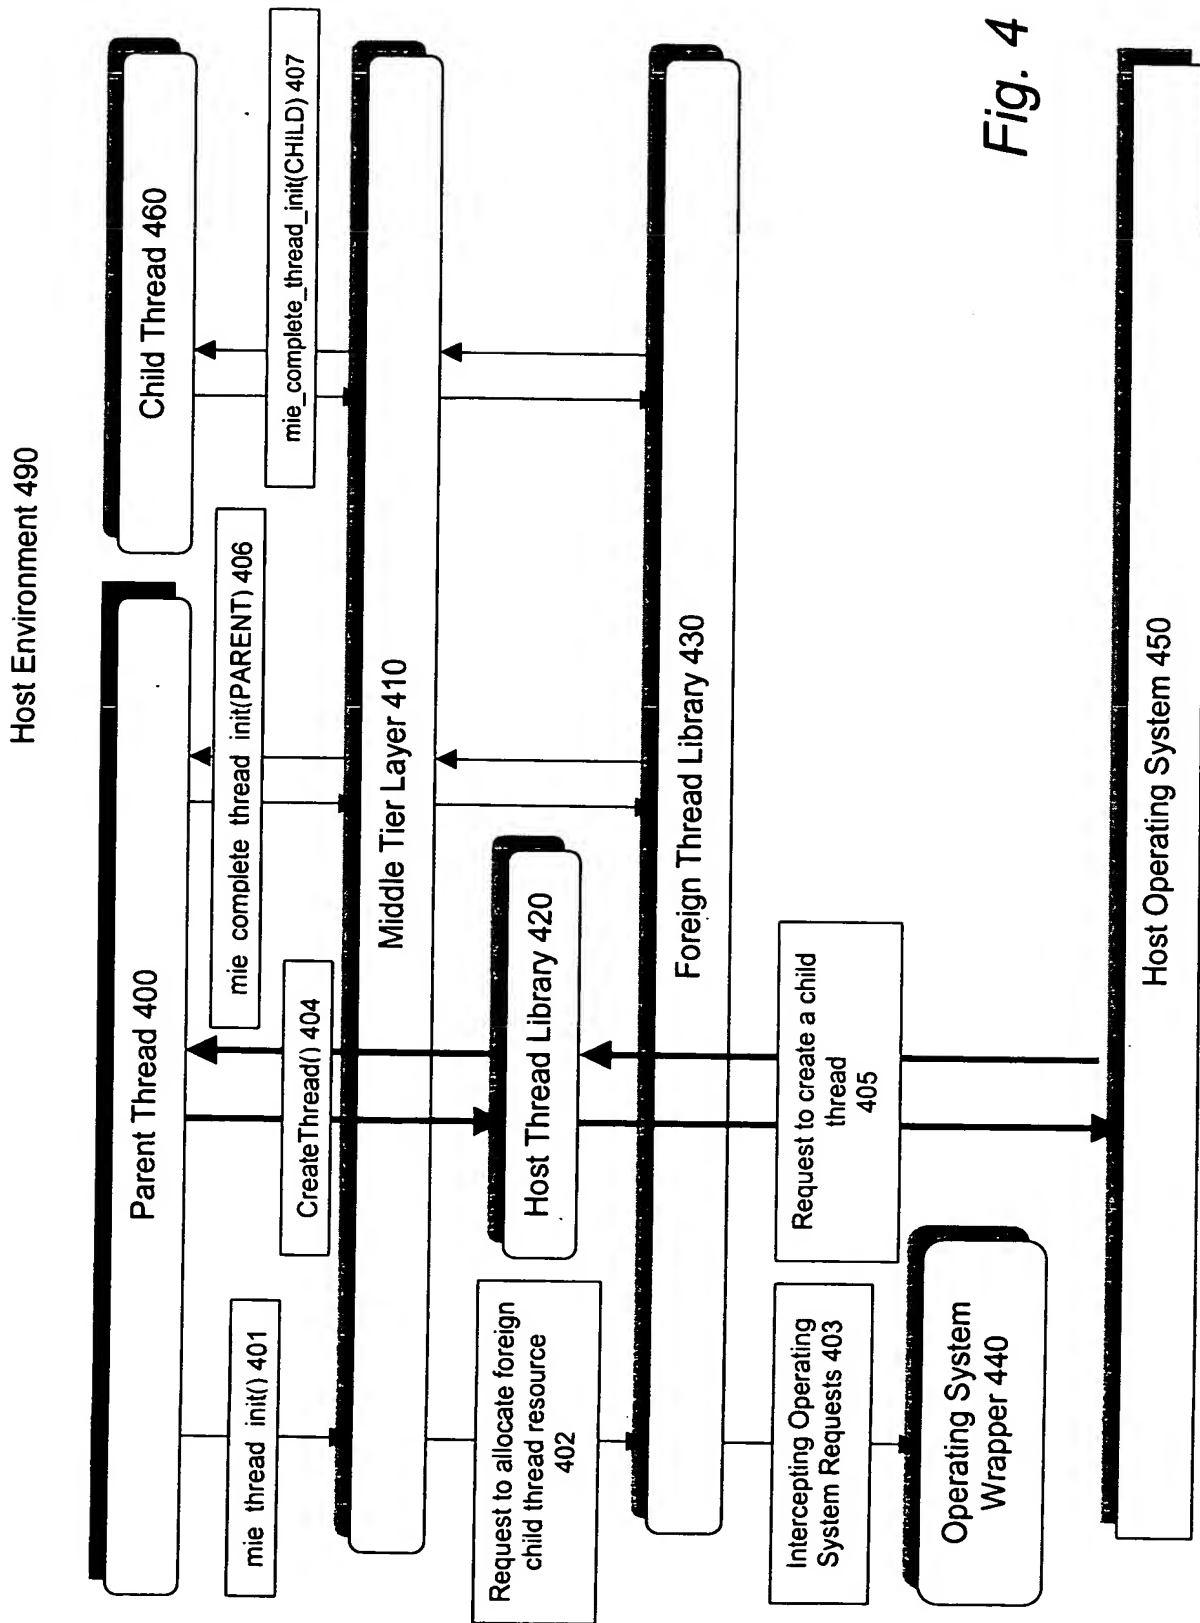 Host Environment 490
Parent Thread 400
Child Thread 460
mie thread init() 401
CreateThread() 404
mie complete thread init(PARENT) 406
mie_complete_thread_init(CHILD) 407
Middle Tier Layer 410
Request to allocate foreign
child thread resource
402
Host Thread Library 420
Foreign Thread Library 430
Intercepting Operating
System Requests 403
Request to create a child
thread
405
Operating System
Wrapper 440
Fig. 4
Host Operating System 450